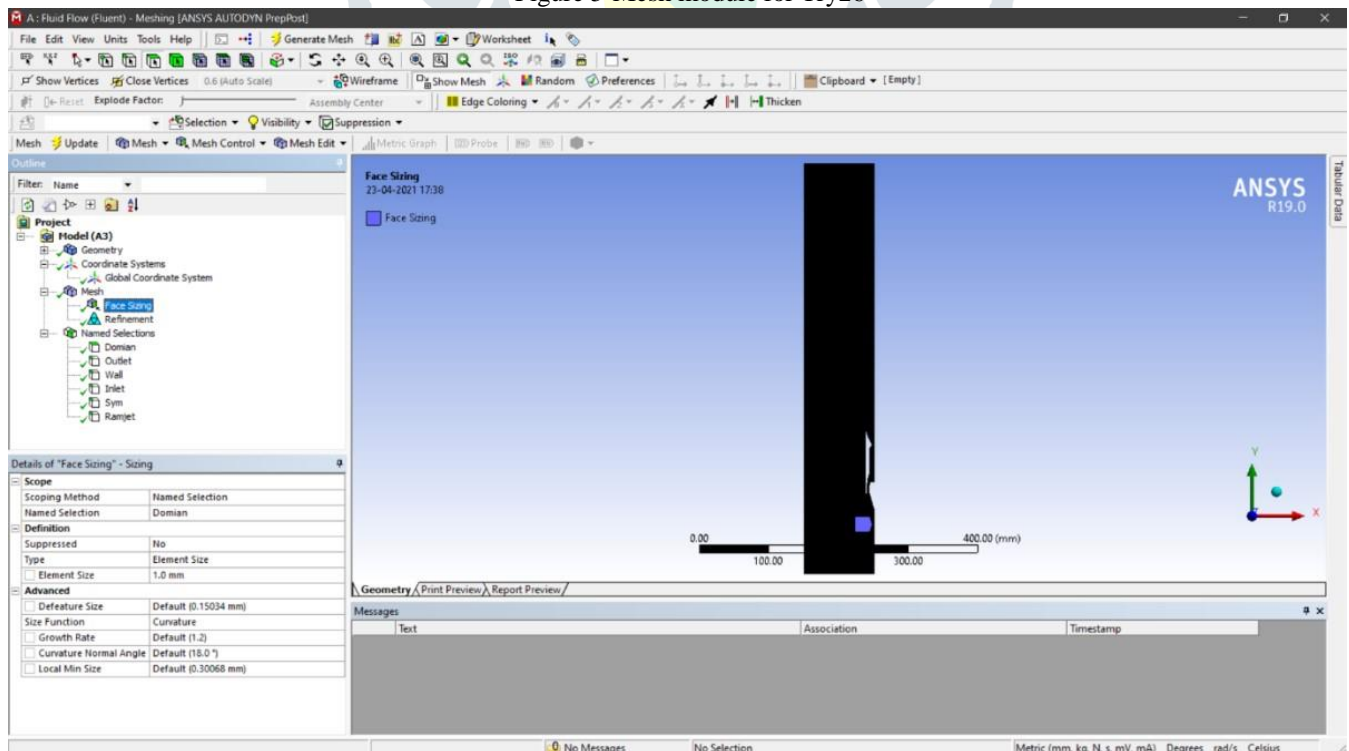 Figure 3 Mesh module for Try26
A : Fluid Flow (Fluent) - Meshing [ANSYS AUTODYN PrepPost]
File Edit View Units Tools Help Generate Mesh Worksheet
Show Vertices Close Vertices 0.6 (Auto Scale) Wireframe Show Mesh Random Preferences Clipboard [Empty]
Reset Explode Factor: Assembly Center Edge Coloring Thicken
Selection Visibility Suppression
Mesh Update Mesh Mesh Control Mesh Edit Metric Graph Probe
Outline
Filter: Name
Project
Model (A3)
Geometry
Coordinate Systems
Global Coordinate System
Mesh
Face Sizing
Refinement
Named Selections
Domian
Outlet
Wall
Inlet
Sym
Ramjet
Details of "Face Sizing" - Sizing
Scope
Scoping Method Named Selection
Named Selection Domian
Definition
Suppressed No
Type Element Size
Element Size 1.0 mm
Advanced
Defeature Size Default (0.15034 mm)
Size Function Curvature
Growth Rate Default (1.2)
Curvature Normal Angle Default (18.0 °)
Local Min Size Default (0.30068 mm)
Face Sizing
23-04-2021 17:38
Face Sizing
ANSYS
R19.0
Tabular Data
Y
X
0.00 400.00 (mm)
100.00 300.00
Geometry Print Preview Report Preview
Messages
Text Association Timestamp
No Messages No Selection Metric (mm, kg, N, s, mV, mA) Degrees rad/s Celsius